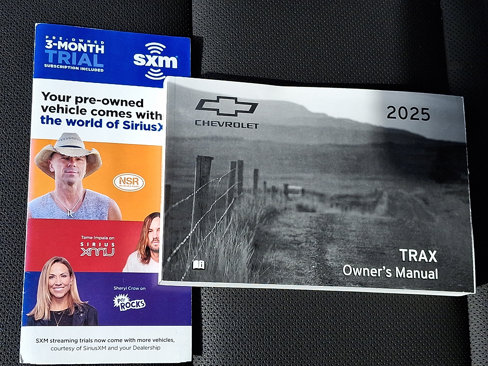 PRE-OWNED
3-MONTH
TRIAL
SUBSCRIPTION INCLUDED
sxm
Your pre-owned
vehicle comes with
the world of Sirius
NSR
Tame Impala on
SIRIUS
XMU
Sheryl Crow on
ROCKS
SXM streaming trials now come with more vehicles,
courtesy of SiriusXM and your Dealership
CHEVROLET
2025
TRAX
Owner's Manual